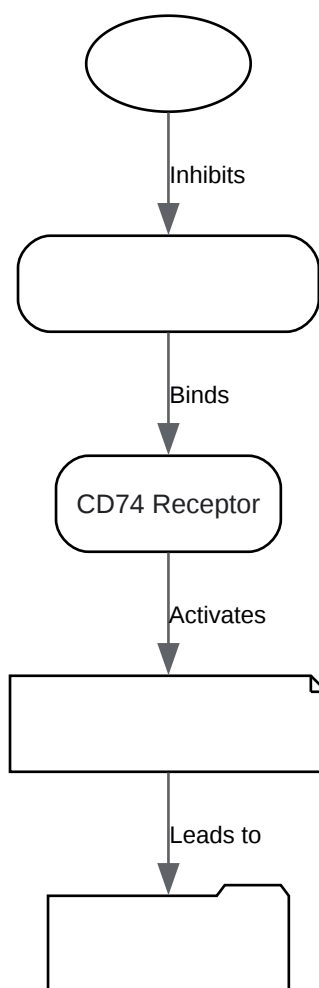 Inhibits
Binds
CD74 Receptor
Activates
Leads to